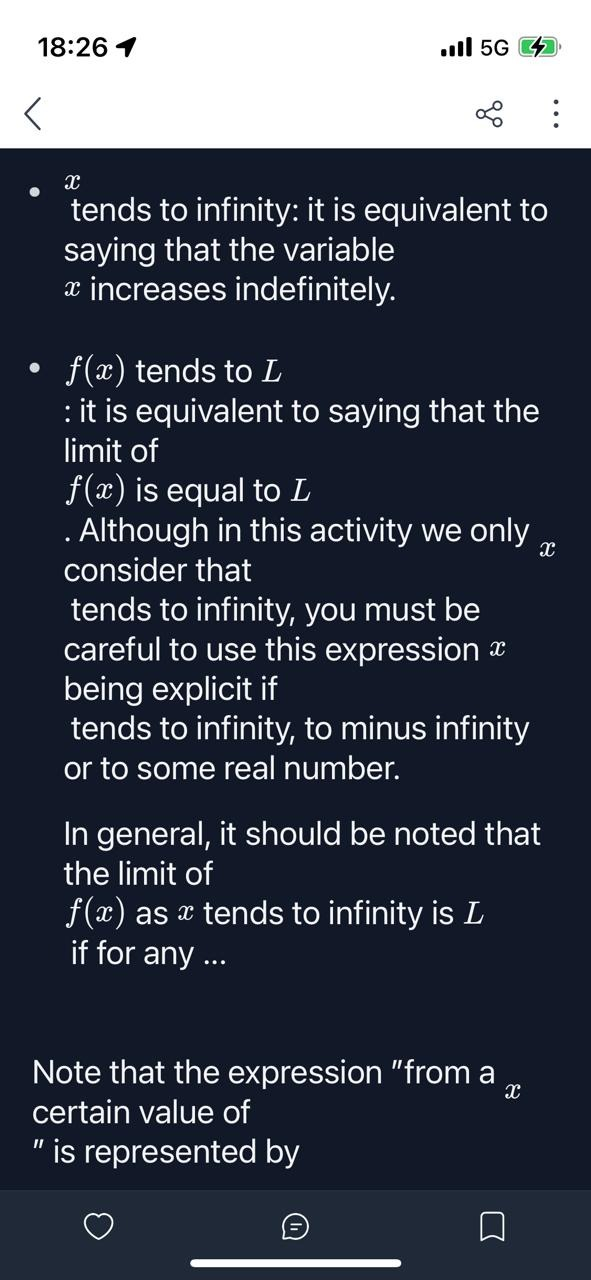 18:26
5G
x
tends to infinity: it is equivalent to
saying that the variable
x increases indefinitely.
f(x) tends to L
: it is equivalent to saying that the
limit of
f(x) is equal to L
. Although in this activity we only x
consider that
tends to infinity, you must be
careful to use this expression x
being explicit if
tends to infinity, to minus infinity
or to some real number.
In general, it should be noted that
the limit of
f(x) as x tends to infinity is L
if for any ...
Note that the expression "from a x
certain value of
" is represented by